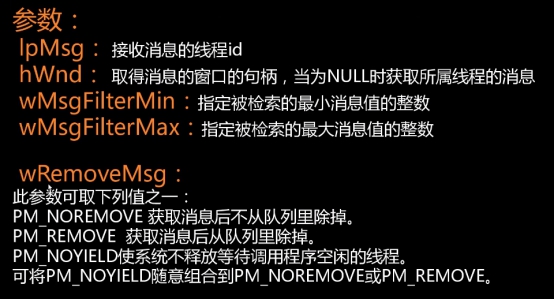 参数：
lpMsg： 接收消息的线程id
hWnd： 取得消息的窗口的句柄，当为NULL时获取所属线程的消息
wMsgFilterMin：指定被检索的最小消息值的整数
wMsgFilterMax：指定被检索的最大消息值的整数
wRemoveMsg：
此参数可取下列值之一：
PM_NOREMOVE 获取消息后不从队列里除掉。
PM_REMOVE 获取消息后从队列里除掉。
PM_NOYIELD使系统不释放等待调用程序空闲的线程。
可将PM_NOYIELD随意组合到PM_NOREMOVE或PM_REMOVE。